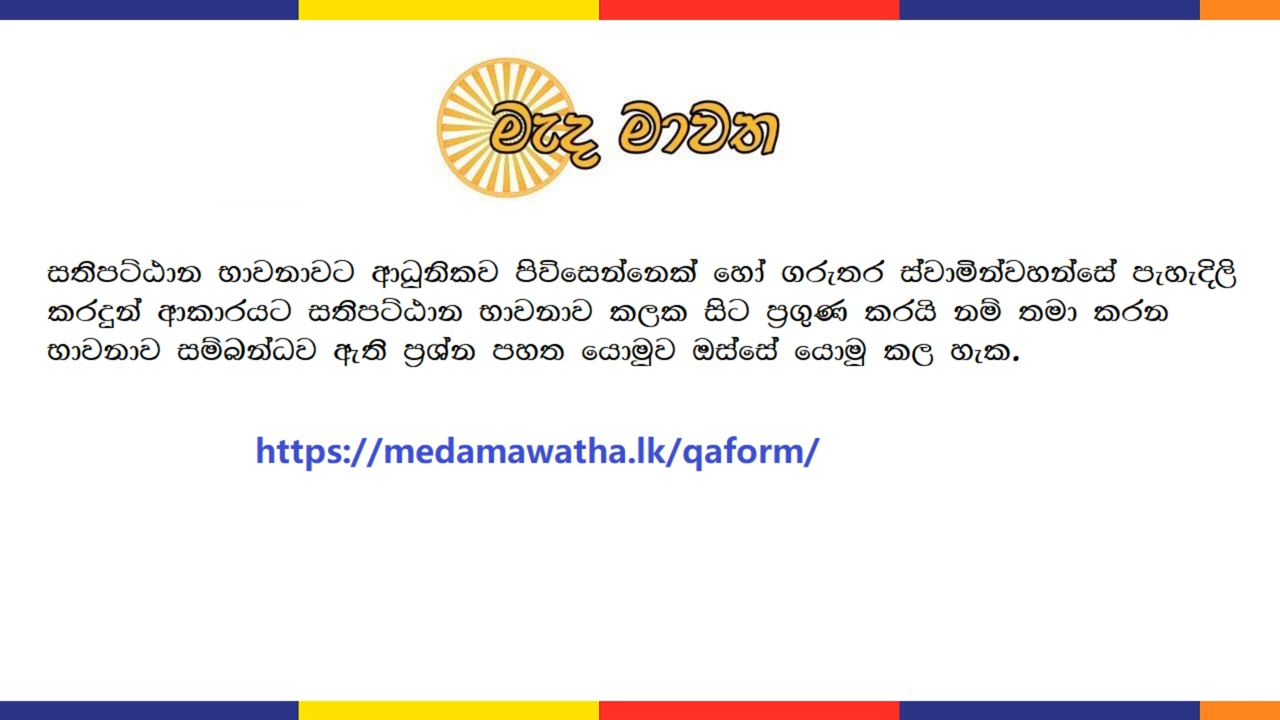 මැද මාවත
සතිපට්ඨාන භාවනාවට ආධුනිකව පිවිසෙන්නෙක් හෝ ගරුතර ස්වාමින්වහන්සේ පැහැදිලි
කරදුන් ආකාරයට සතිපට්ඨාන භාවනාව කලක සිට ප්‍රගුණ කරයි නම් තමා කරන
භාවනාව සම්බන්ධව ඇති ප්‍රශ්න පහත යොමුව ඔස්සේ යොමු කල හැක.
https://medamawatha.lk/qaform/